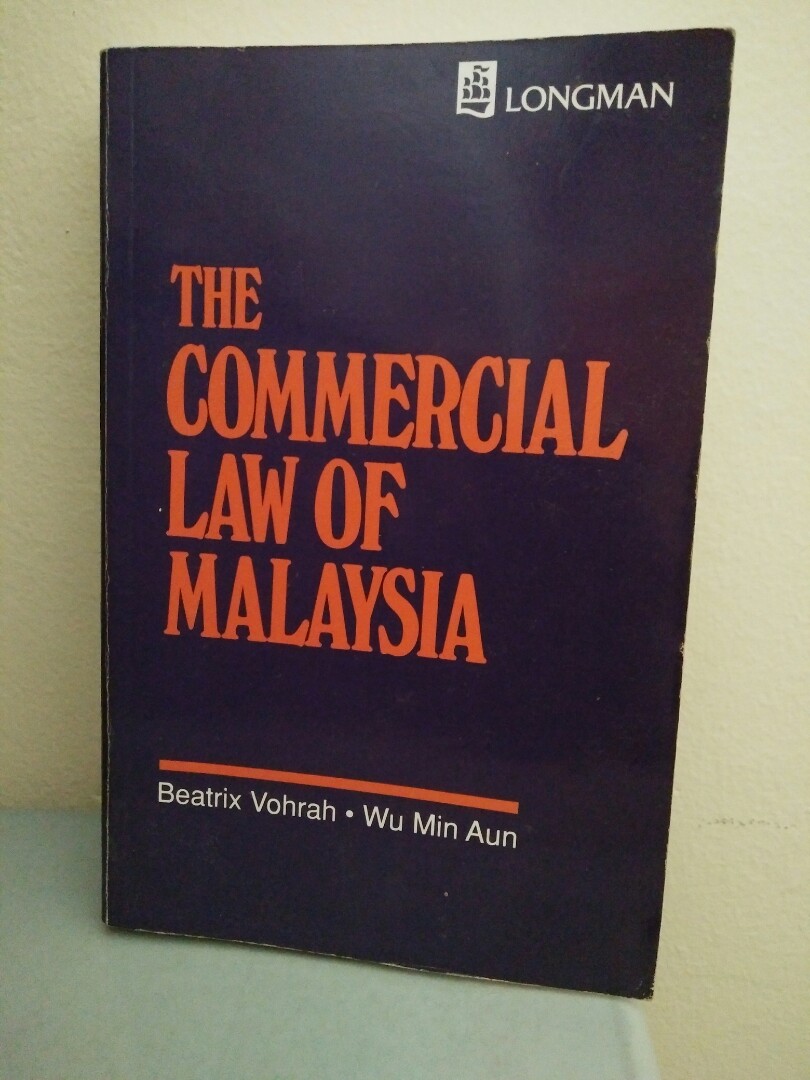 LONGMAN
THE
COMMERCIAL
LAW OF
MALAYSIA
Beatrix Vohrah • Wu Min Aun